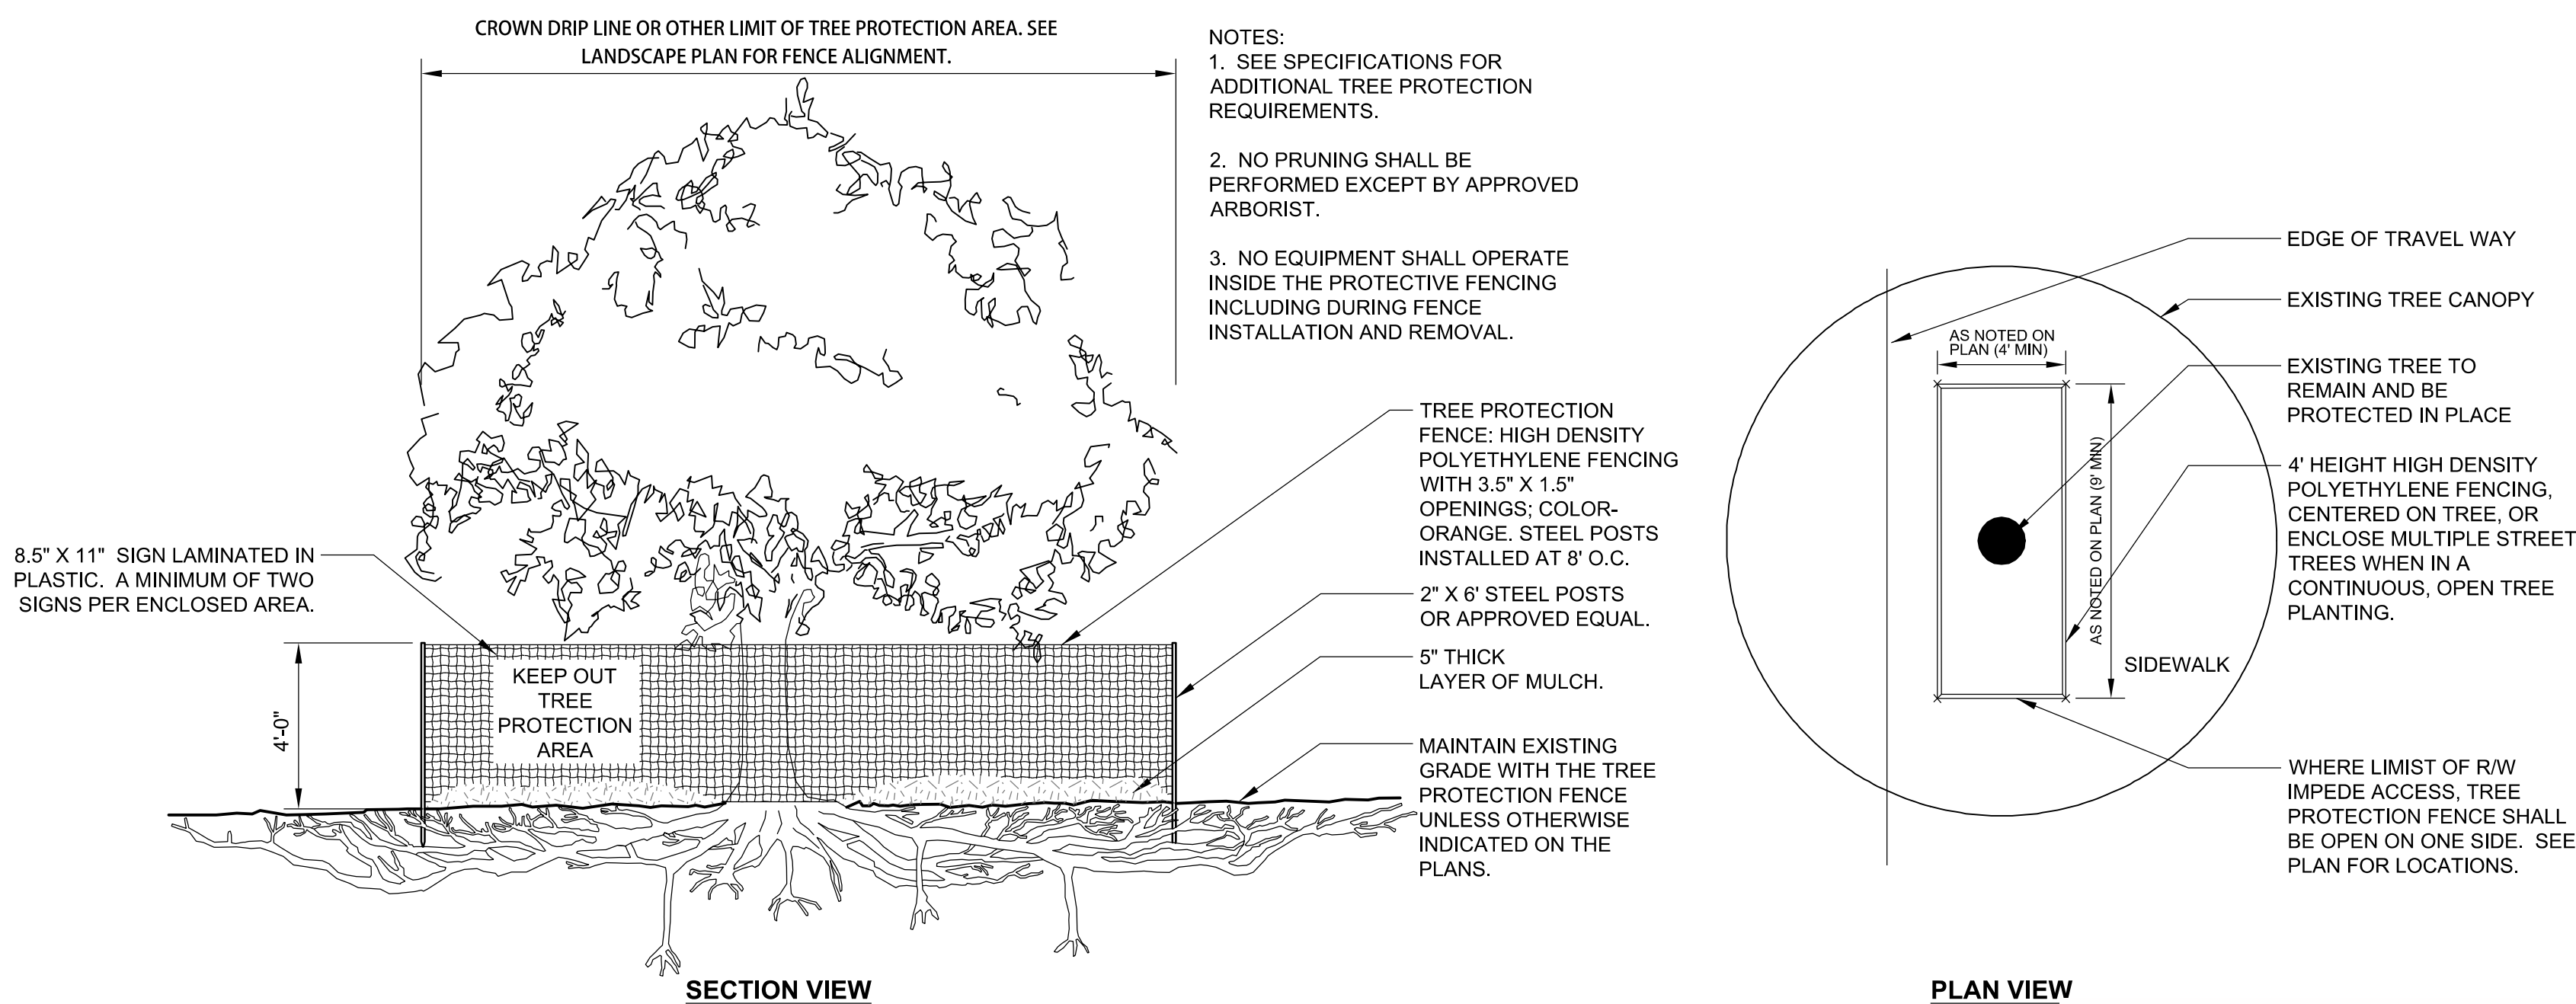 CROWN DRIP LINE OR OTHER LIMIT OF TREE PROTECTION AREA. SEE
LANDSCAPE PLAN FOR FENCE ALIGNMENT.
NOTES:
1. SEE SPECIFICATIONS FOR
ADDITIONAL TREE PROTECTION
REQUIREMENTS.
2. NO PRUNING SHALL BE
PERFORMED EXCEPT BY APPROVED
ARBORIST.
3. NO EQUIPMENT SHALL OPERATE
INSIDE THE PROTECTIVE FENCING
INCLUDING DURING FENCE
INSTALLATION AND REMOVAL.
8.5" X 11" SIGN LAMINATED IN
PLASTIC. A MINIMUM OF TWO
SIGNS PER ENCLOSED AREA.
4'-0"
KEEP OUT
TREE
PROTECTION
AREA
TREE PROTECTION
FENCE: HIGH DENSITY
POLYETHYLENE FENCING
WITH 3.5" X 1.5"
OPENINGS; COLOR-
ORANGE. STEEL POSTS
INSTALLED AT 8' O.C.
2" X 6' STEEL POSTS
OR APPROVED EQUAL.
5" THICK
LAYER OF MULCH.
MAINTAIN EXISTING
GRADE WITH THE TREE
PROTECTION FENCE
UNLESS OTHERWISE
INDICATED ON THE
PLANS.
SECTION VIEW
EDGE OF TRAVEL WAY
EXISTING TREE CANOPY
AS NOTED ON
PLAN (4' MIN)
EXISTING TREE TO
REMAIN AND BE
PROTECTED IN PLACE
AS NOTED ON PLAN (9' MIN)
4' HEIGHT HIGH DENSITY
POLYETHYLENE FENCING,
CENTERED ON TREE, OR
ENCLOSE MULTIPLE STREET
TREES WHEN IN A
CONTINUOUS, OPEN TREE
PLANTING.
SIDEWALK
WHERE LIMIST OF R/W
IMPEDE ACCESS, TREE
PROTECTION FENCE SHALL
BE OPEN ON ONE SIDE. SEE
PLAN FOR LOCATIONS.
PLAN VIEW